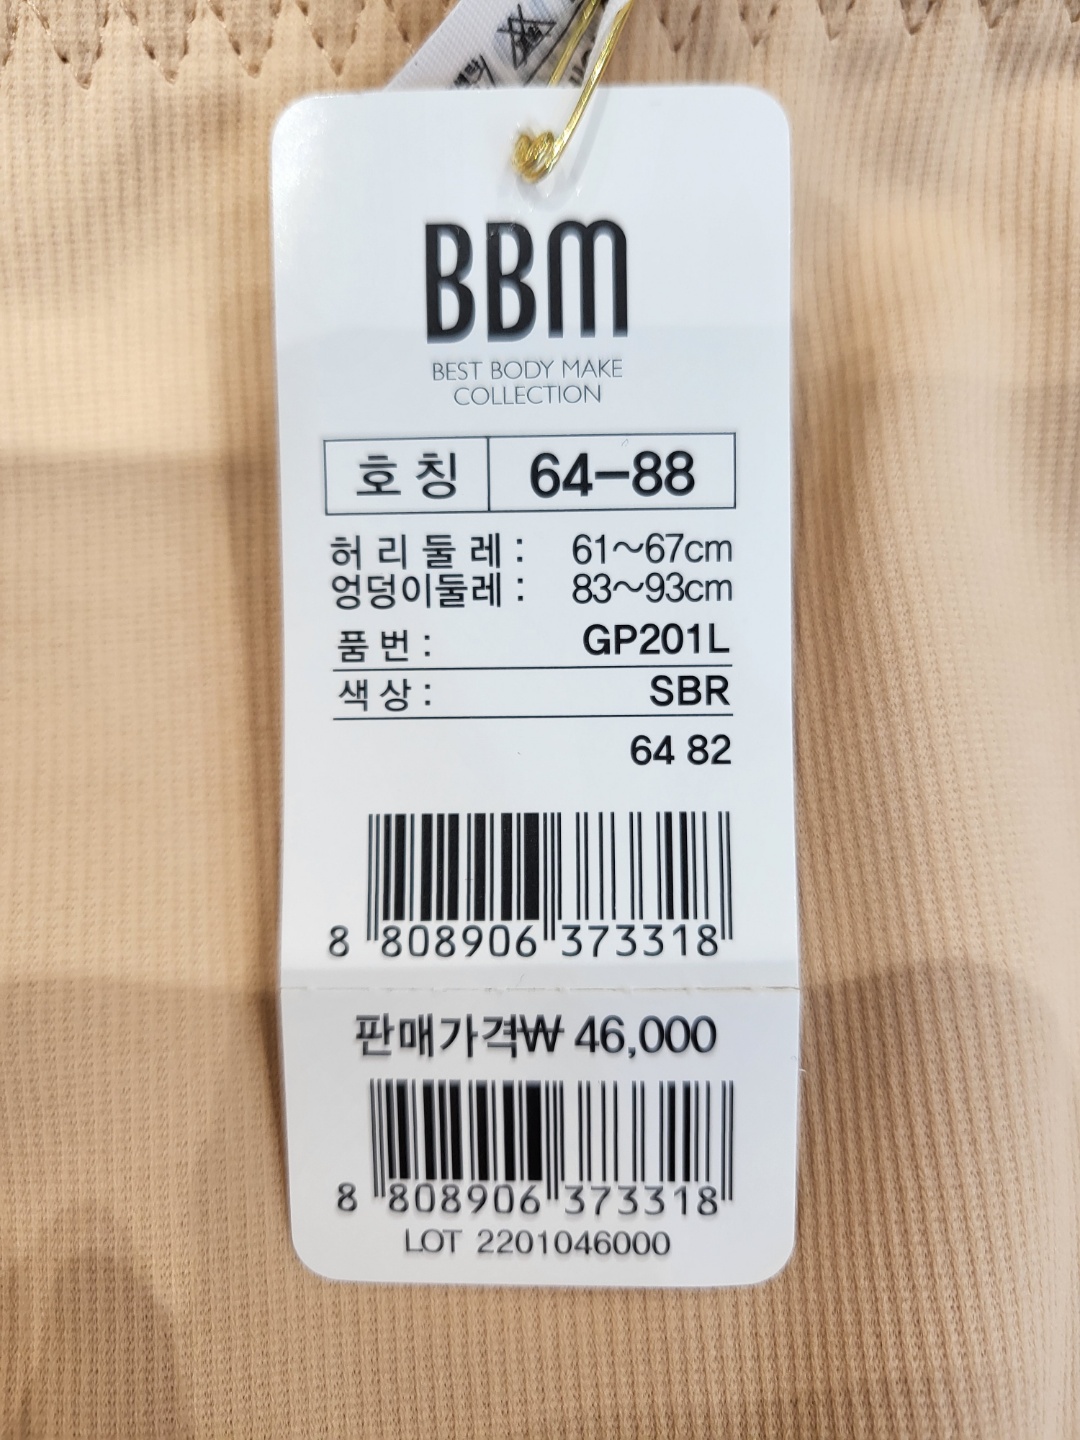 BBM
BEST BODY MAKE
COLLECTION
호 칭 64-88
허 리 둘 레 : 61~67cm
엉덩이둘레 : 83~93cm
품 번 : GP201L
색 상 : SBR
64 82
8 808906 373318
판매가격₩ 46,000
8 808906 373318
LOT 2201046000